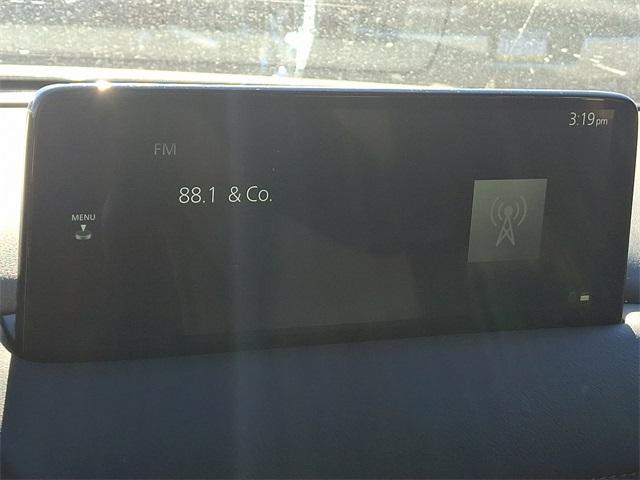 3:19pm
FM
88.1 & Co.
MENU